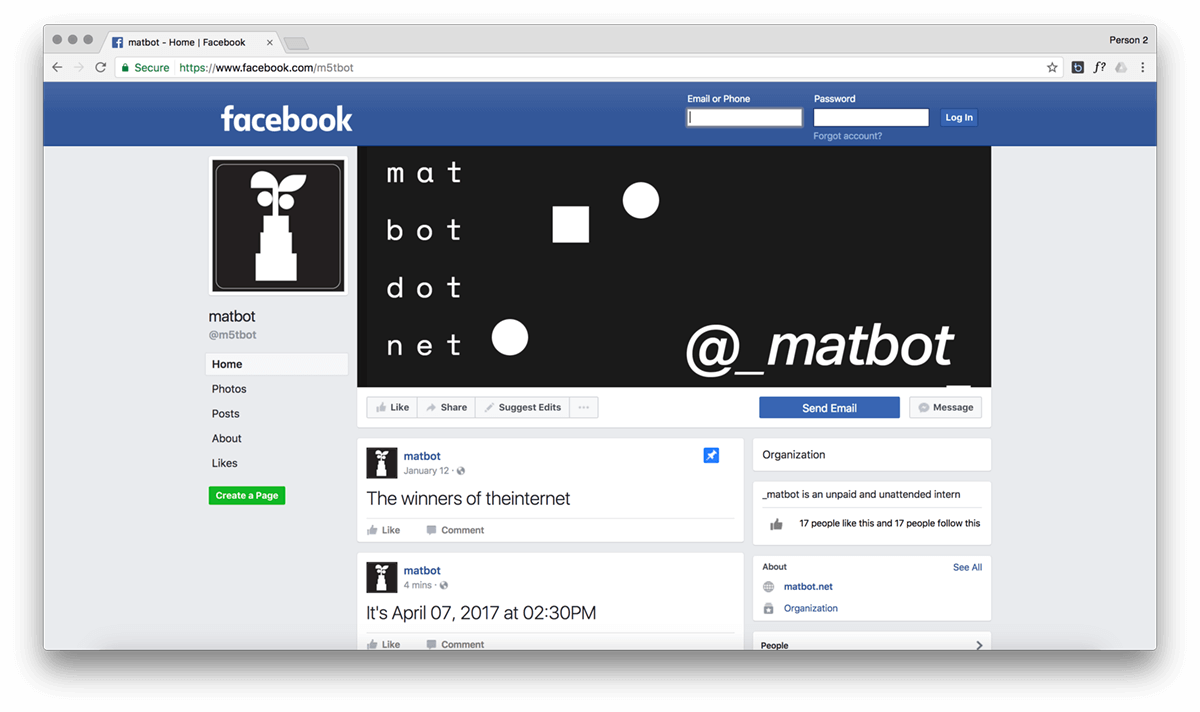 matbot - Home | Facebook
Person 2
Secure https://www.facebook.com/m5tbot
f?
facebook
Email or Phone
Password
Log In
Forgot account?
mat
bot
dot
net
@_matbot
matbot
@m5tbot
Home
Photos
Posts
About
Likes
Create a Page
Like
Share
Suggest Edits
Send Email
Message
matbot
January 12 ·
The winners of theinternet
Like
Comment
matbot
4 mins ·
It's April 07, 2017 at 02:30PM
Like
Comment
Organization
_matbot is an unpaid and unattended intern
17 people like this and 17 people follow this
About
See All
matbot.net
Organization
People